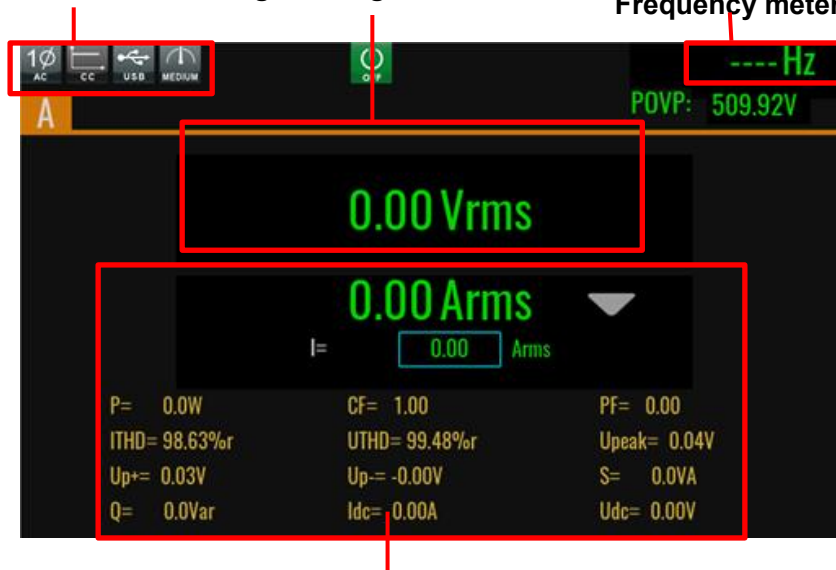 Frequency meter
1Ø AC CC USB MEDIUM OFF ---- Hz
A POVP: 509.92V
0.00 Vrms
0.00 Arms
I= 0.00 Arms
P= 0.0W CF= 1.00 PF= 0.00
ITHD= 98.63%r UTHD= 99.48%r Upeak= 0.04V
Up+= 0.03V Up-= -0.00V S= 0.0VA
Q= 0.0Var Idc= 0.00A Udc= 0.00V